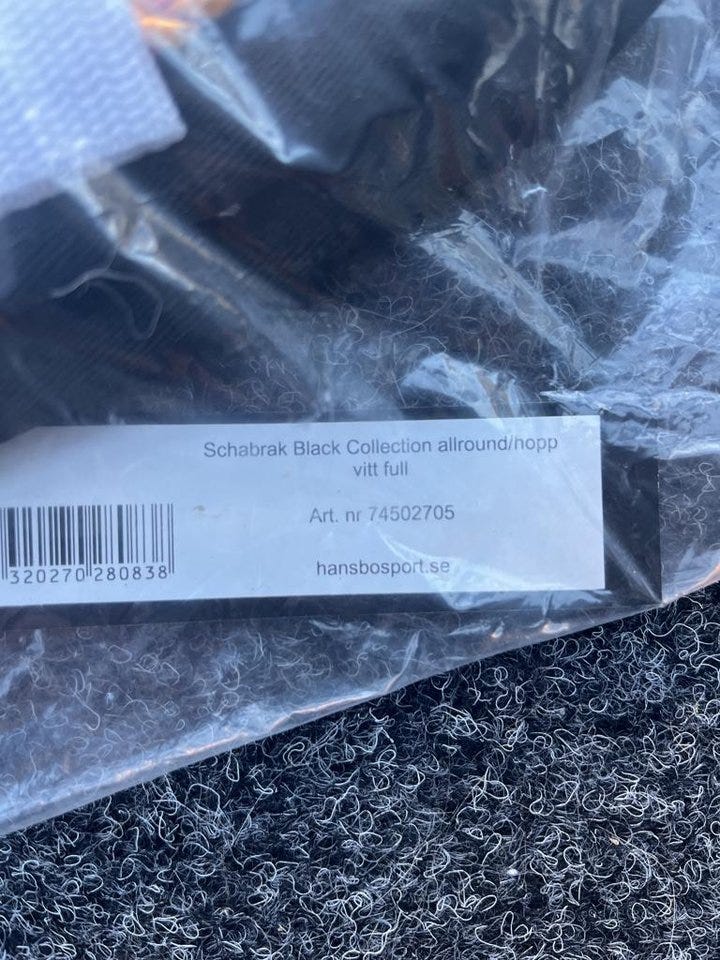 Schabrak Black Collection allround/hopp
vitt full
Art. nr 74502705
320270 280838
hansbosport.se